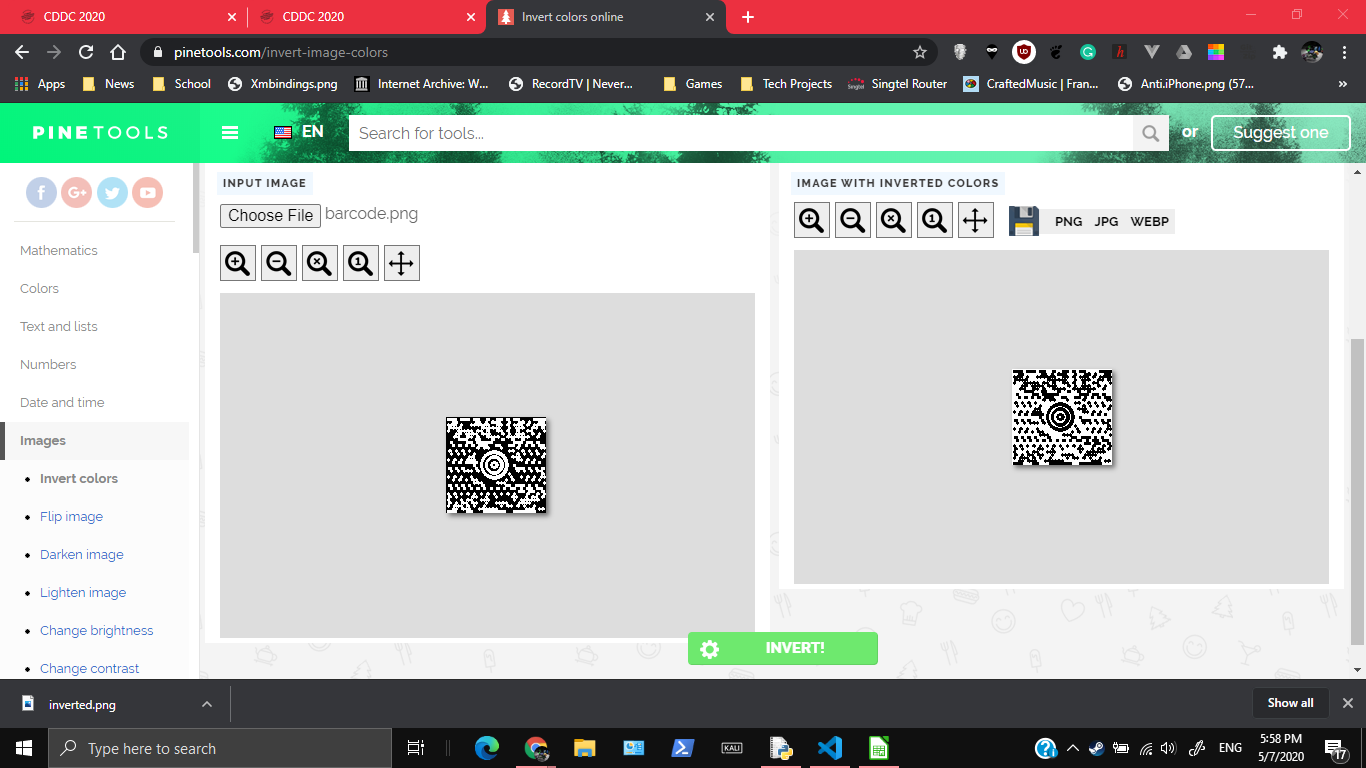 CDDC 2020
CDDC 2020
Invert colors online
pinetools.com/invert-image-colors
Apps
News
School
Xmbindings.png
Internet Archive: W...
RecordTV | Never...
Games
Tech Projects
Singtel Router
CraftedMusic | Fran...
Anti.iPhone.png (57...
»
PINETOOLS
EN
Search for tools...
or
Suggest one
Mathematics
Colors
Text and lists
Numbers
Date and time
Images
Invert colors
Flip image
Darken image
Lighten image
Change brightness
Change contrast
INPUT IMAGE
Choose File barcode.png
IMAGE WITH INVERTED COLORS
PNG JPG WEBP
INVERT!
inverted.png
Show all
Type here to search
KALI
ENG
5:58 PM
5/7/2020
17